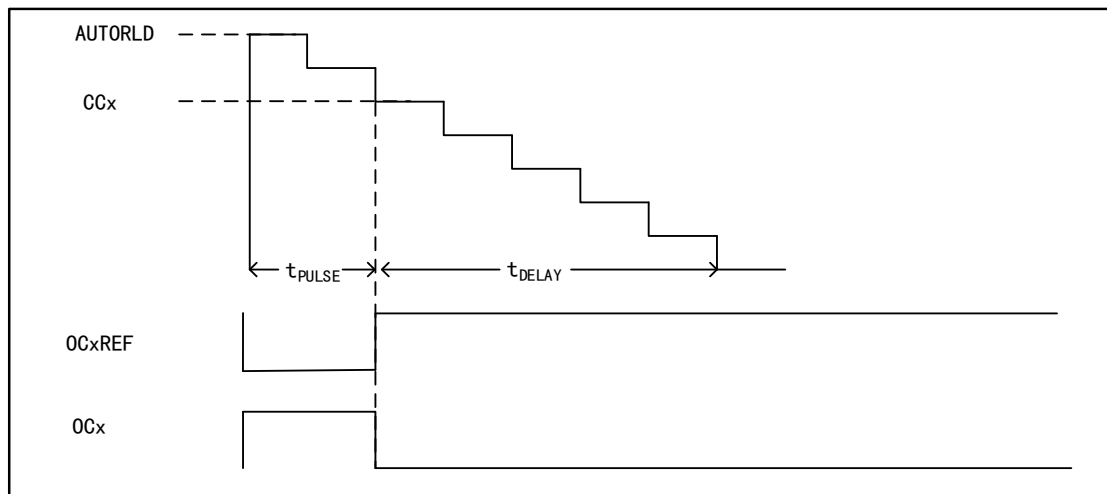 AUTORLD
CCx
tPULSE
tDELAY
OCxREF
OCx